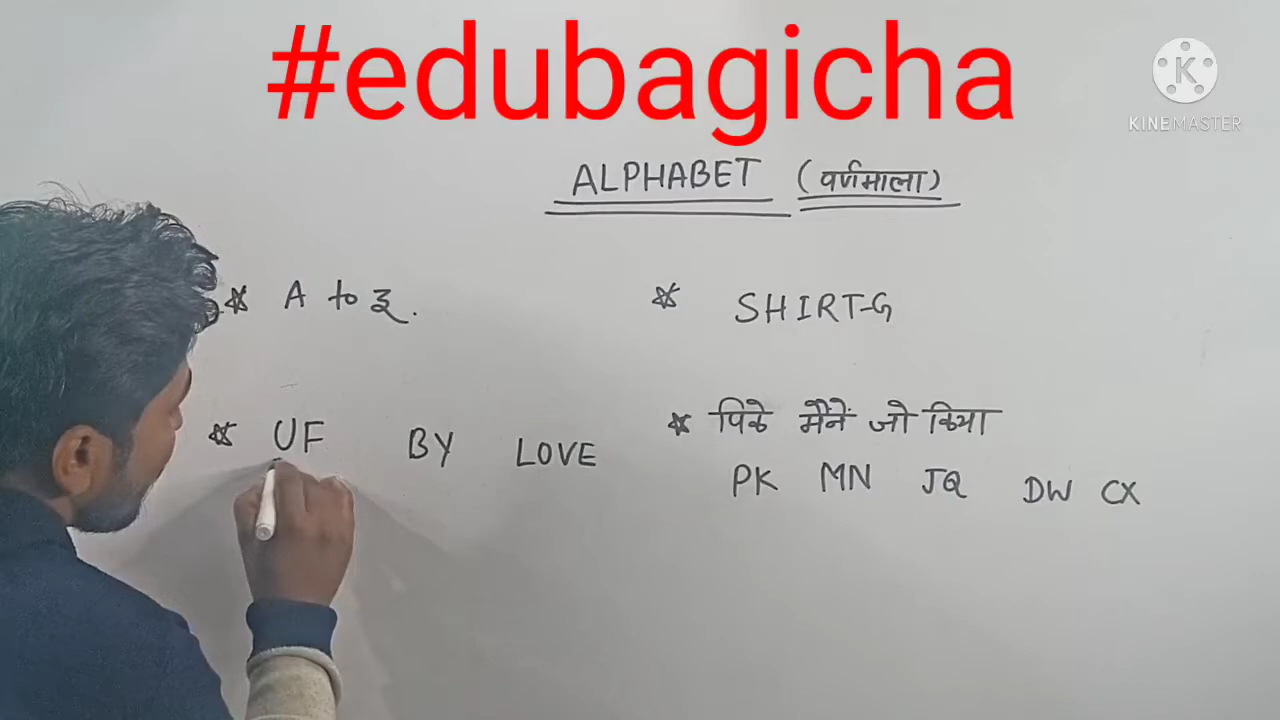 #edubagicha
KINEMASTER
ALPHABET (वर्णमाला)
* A to Z.
* SHIRT-G
* UF BY LOVE
* पिके मैनें जो किया
PK MN JQ DW CX